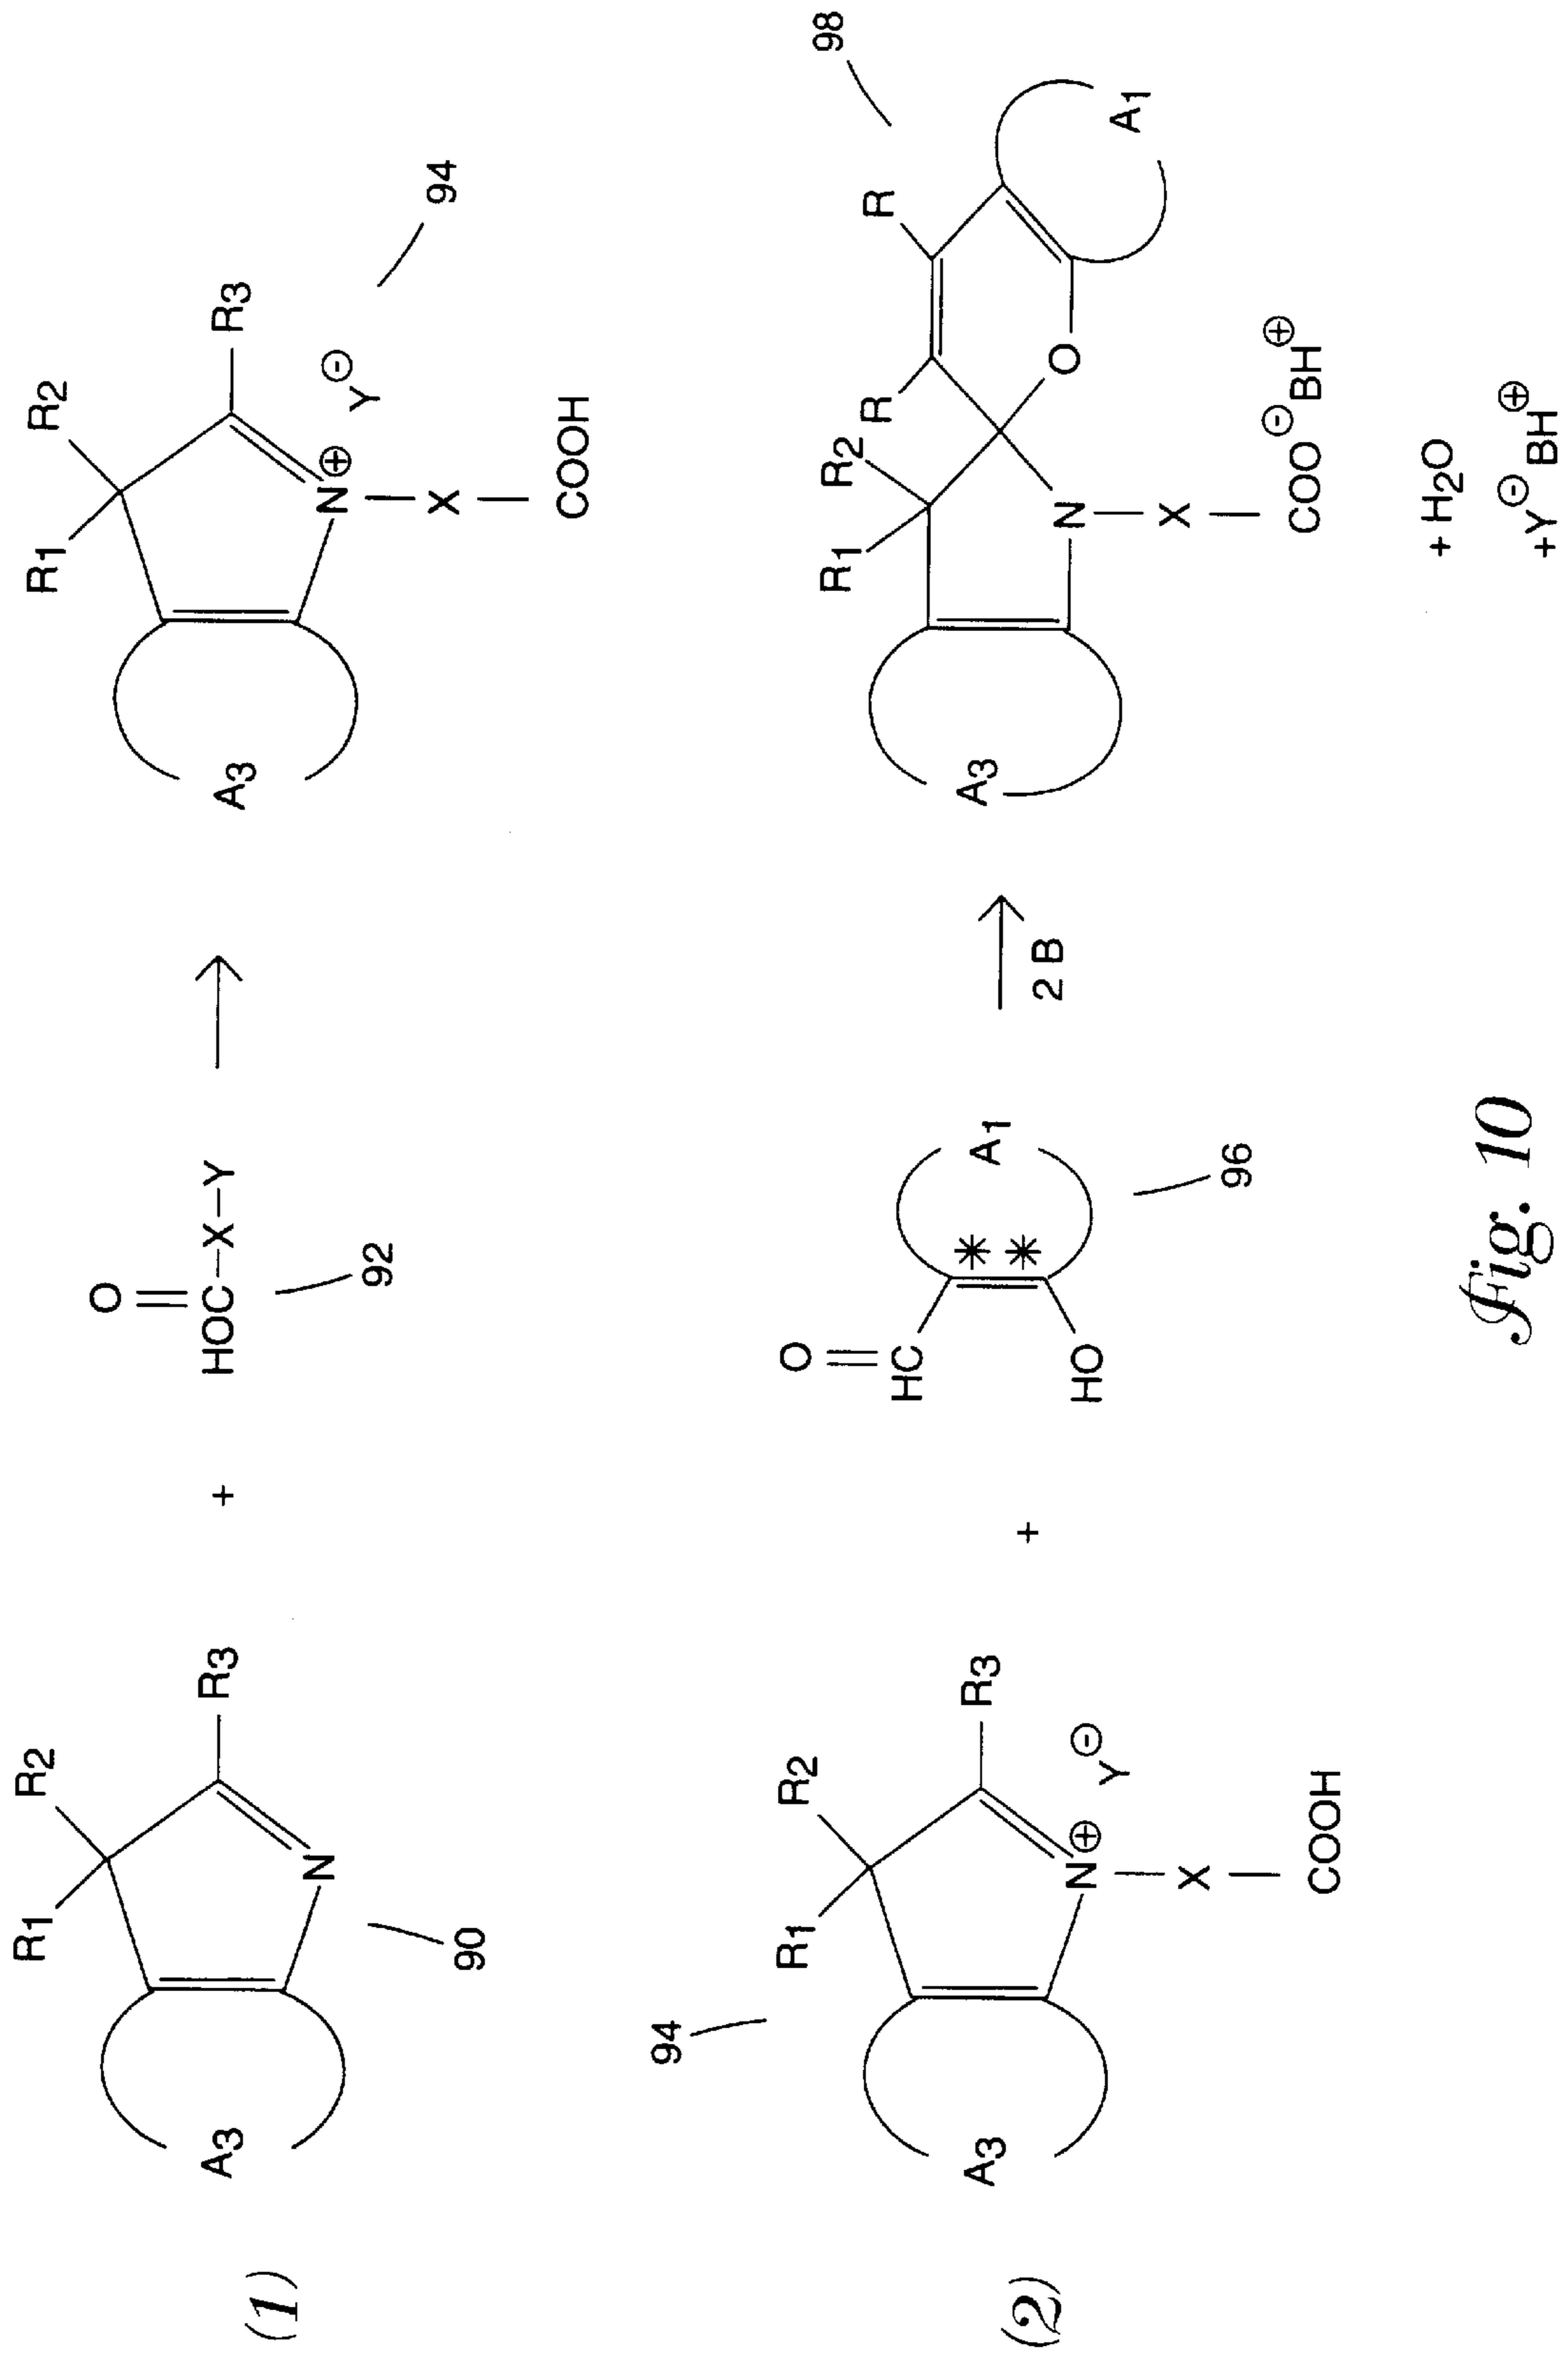 (1)
R1 R2
A3 R3
N
90
+
O
HOC-X-Y
92
R1 R2
A3 R3
N⊕ Y⊖
X
COOH
94
(2)
94
R1 R2
A3 R3
N⊕ Y⊖
X
COOH
+
O
HC
HO
* *
A1
96
2 B
98
R1 R2 R R
A3
N O
A1
X
COO⊖ BH⊕
+ H2O
+Y⊖BH⊕
Fig. 10